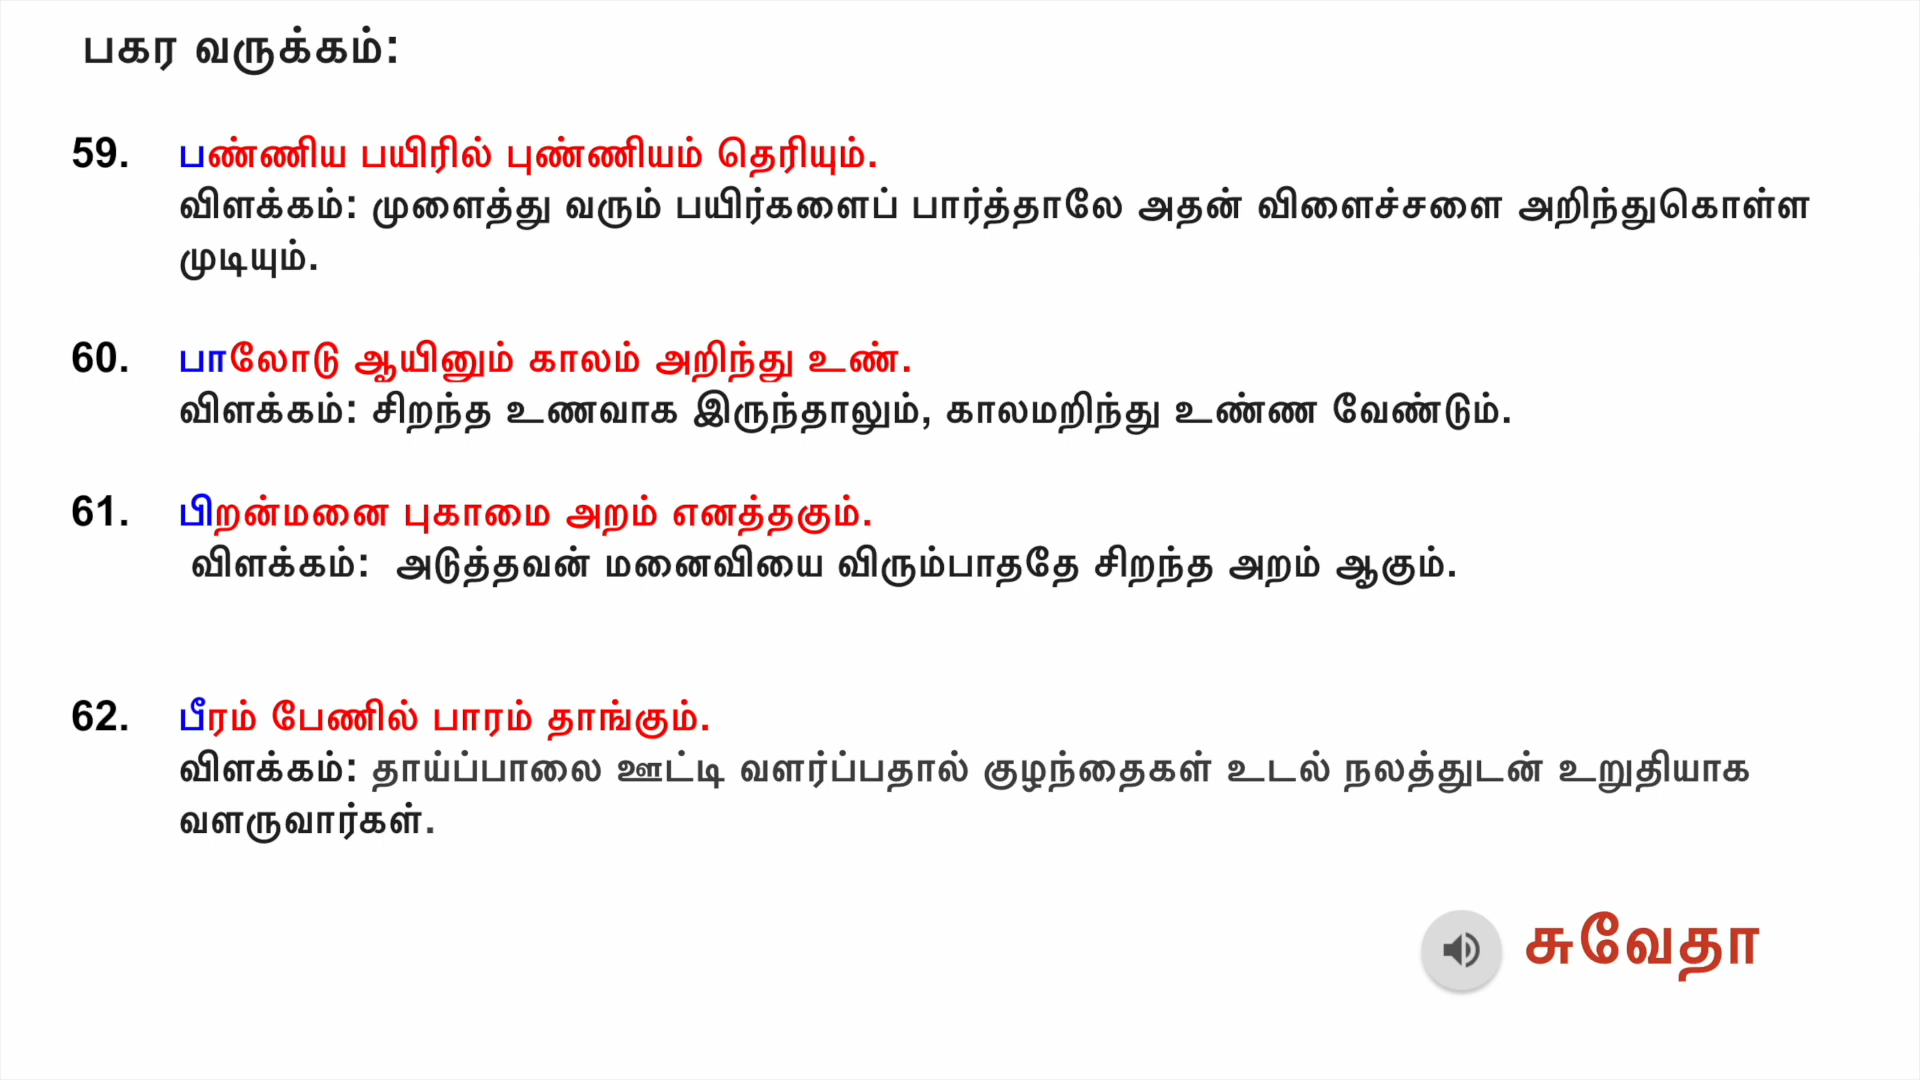 பகர வருக்கம்:
59. பண்ணிய பயிரில் புண்ணியம் தெரியும்.
விளக்கம்: முளைத்து வரும் பயிர்களைப் பார்த்தாலே அதன் விளைச்சளை அறிந்துகொள்ள
முடியும்.
60. பாலோடு ஆயினும் காலம் அறிந்து உண்.
விளக்கம்: சிறந்த உணவாக இருந்தாலும், காலமறிந்து உண்ண வேண்டும்.
61. பிறன்மனை புகாமை அறம் எனத்தகும்.
விளக்கம்: அடுத்தவன் மனைவியை விரும்பாததே சிறந்த அறம் ஆகும்.
62. பீரம் பேணில் பாரம் தாங்கும்.
விளக்கம்: தாய்ப்பாலை ஊட்டி வளர்ப்பதால் குழந்தைகள் உடல் நலத்துடன் உறுதியாக
வளருவார்கள்.
சுவேதா